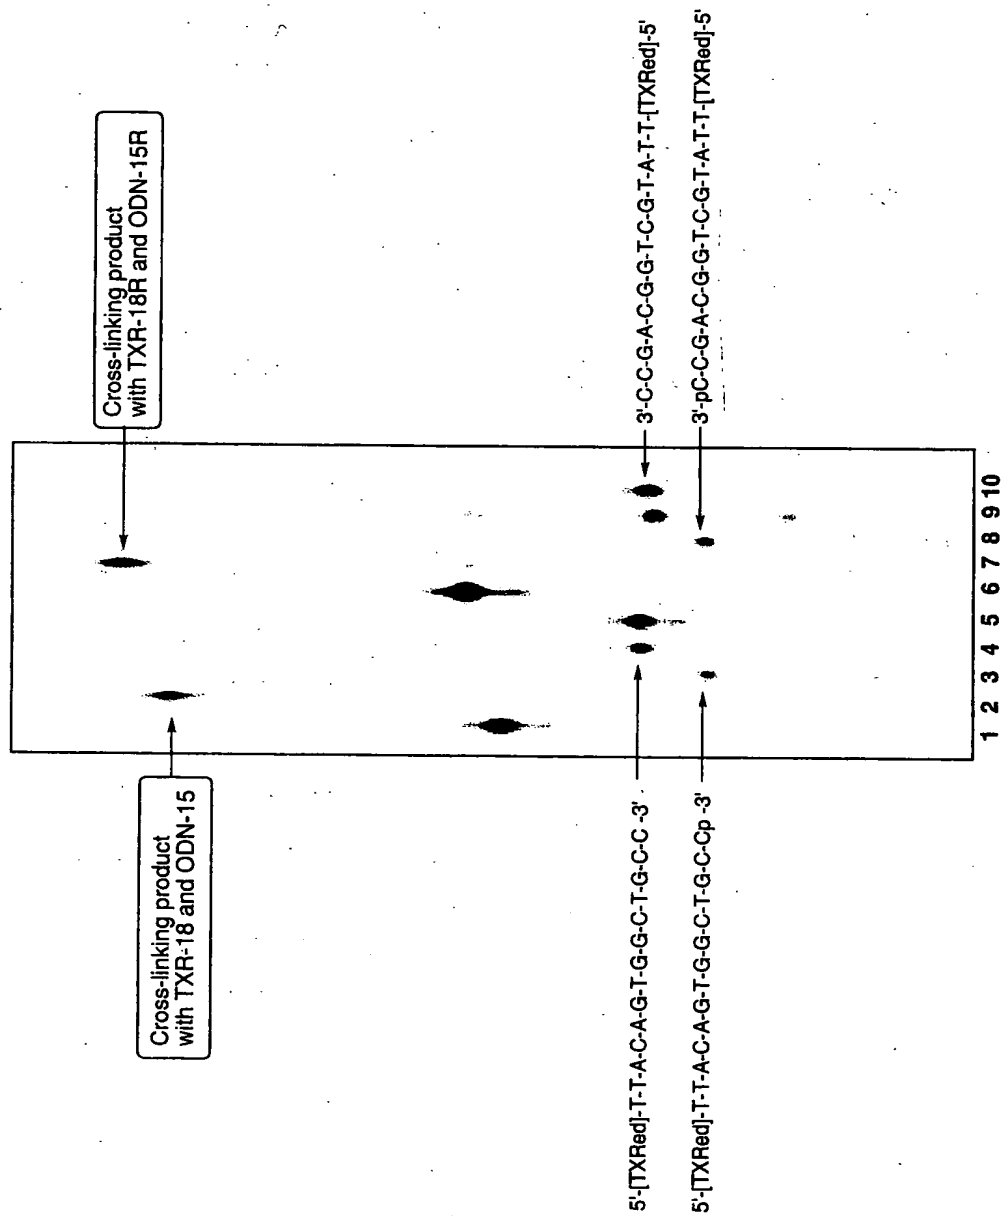 Cross-linking product
with TXR-18R and ODN-15R
Cross-linking product
with TXR-18 and ODN-15
5'-[TXRed]-T-T-A-C-A-G-T-G-G-C-T-G-C-C -3'
3'-C-C-G-A-C-G-G-T-C-G-T-A-T-T-[TXRed]-5'
5'-[TXRed]-T-T-A-C-A-G-T-G-G-C-T-G-C-Cp -3'
3'-pC-C-G-A-C-G-G-T-C-G-T-A-T-T-[TXRed]-5'
1 2 3 4 5 6 7 8 9 10